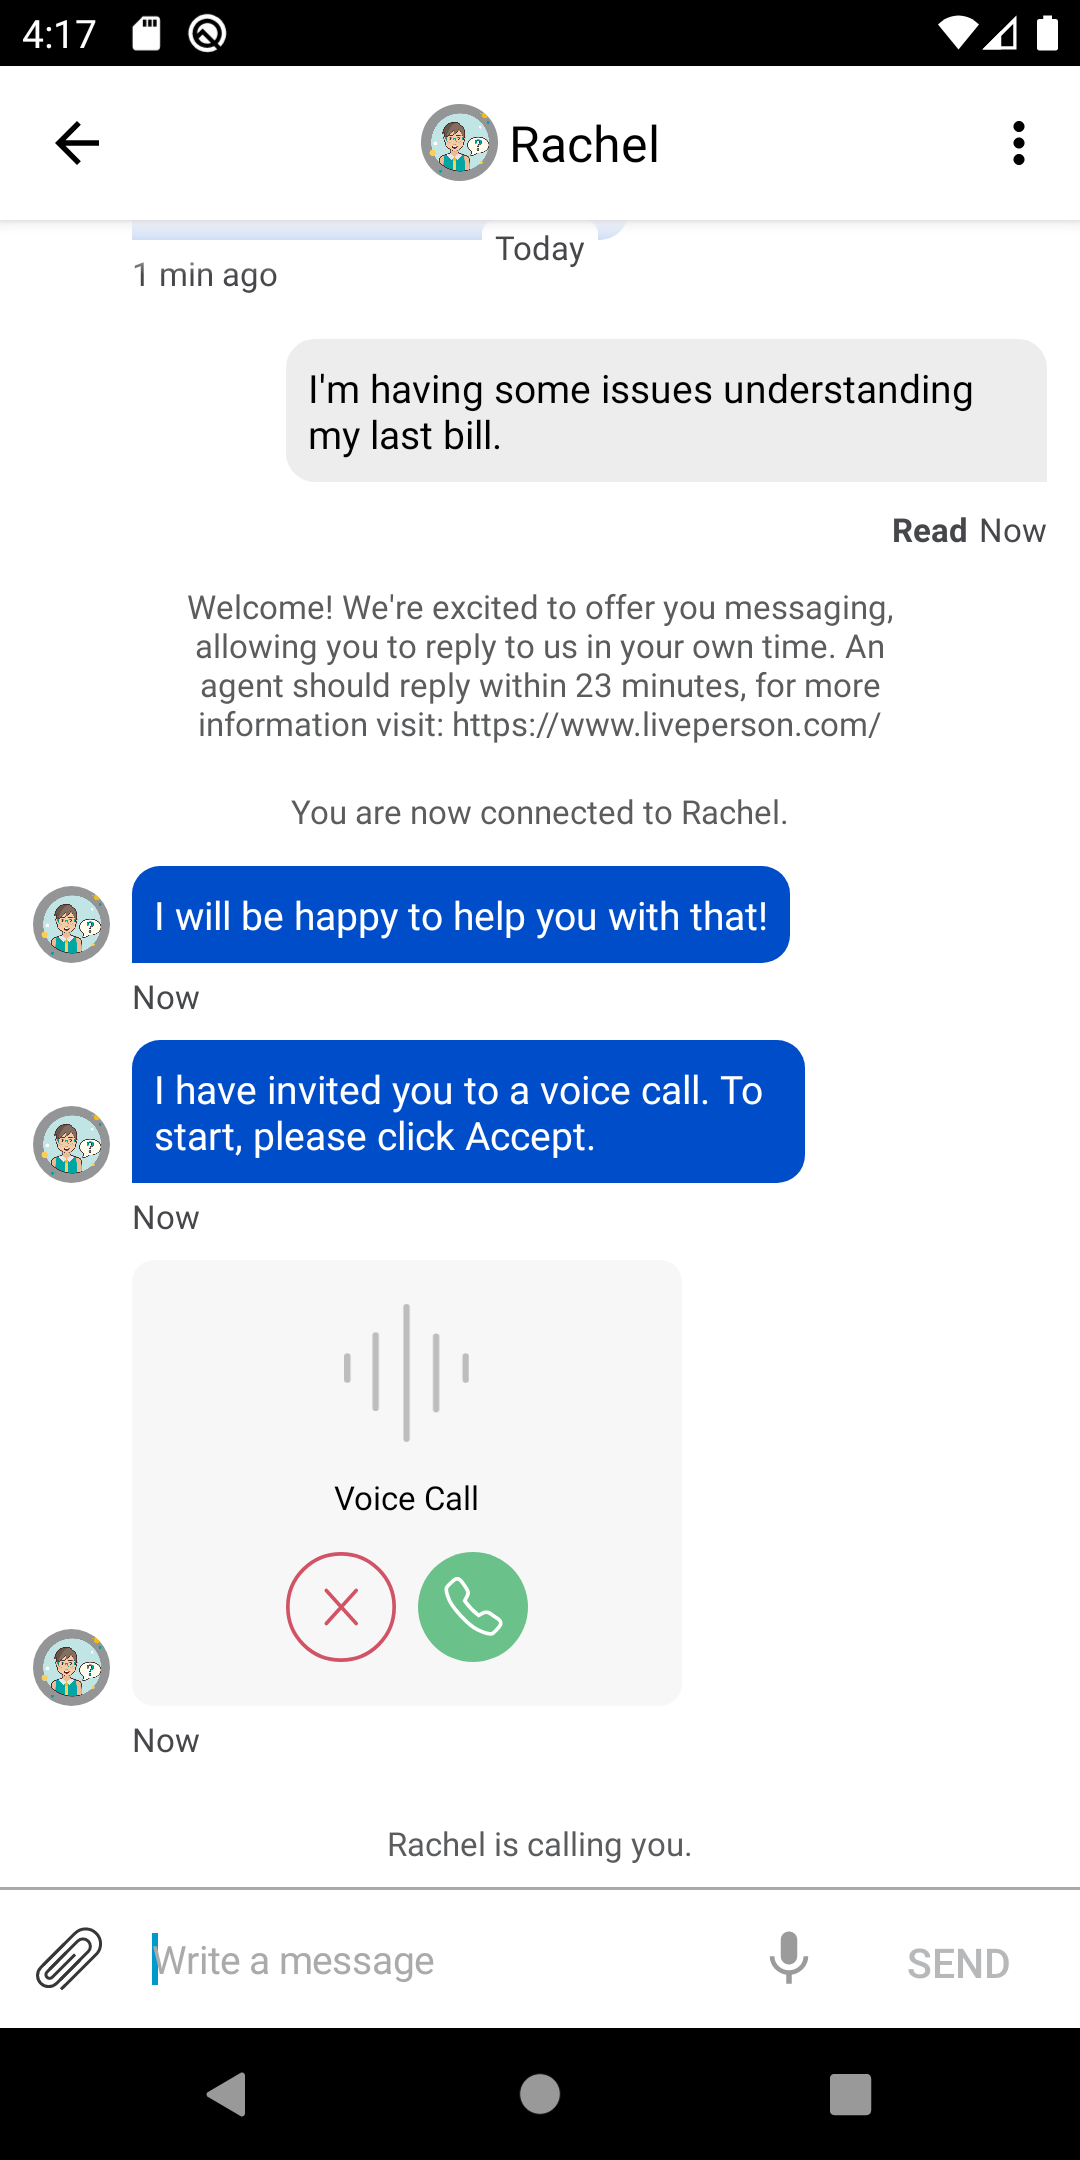 4:17
Rachel
Today
1 min ago
I'm having some issues understanding
my last bill.
Read Now
Welcome! We're excited to offer you messaging,
allowing you to reply to us in your own time. An
agent should reply within 23 minutes, for more
information visit: https://www.liveperson.com/
You are now connected to Rachel.
I will be happy to help you with that!
Now
I have invited you to a voice call. To
start, please click Accept.
Now
Voice Call
Now
Rachel is calling you.
Write a message
SEND